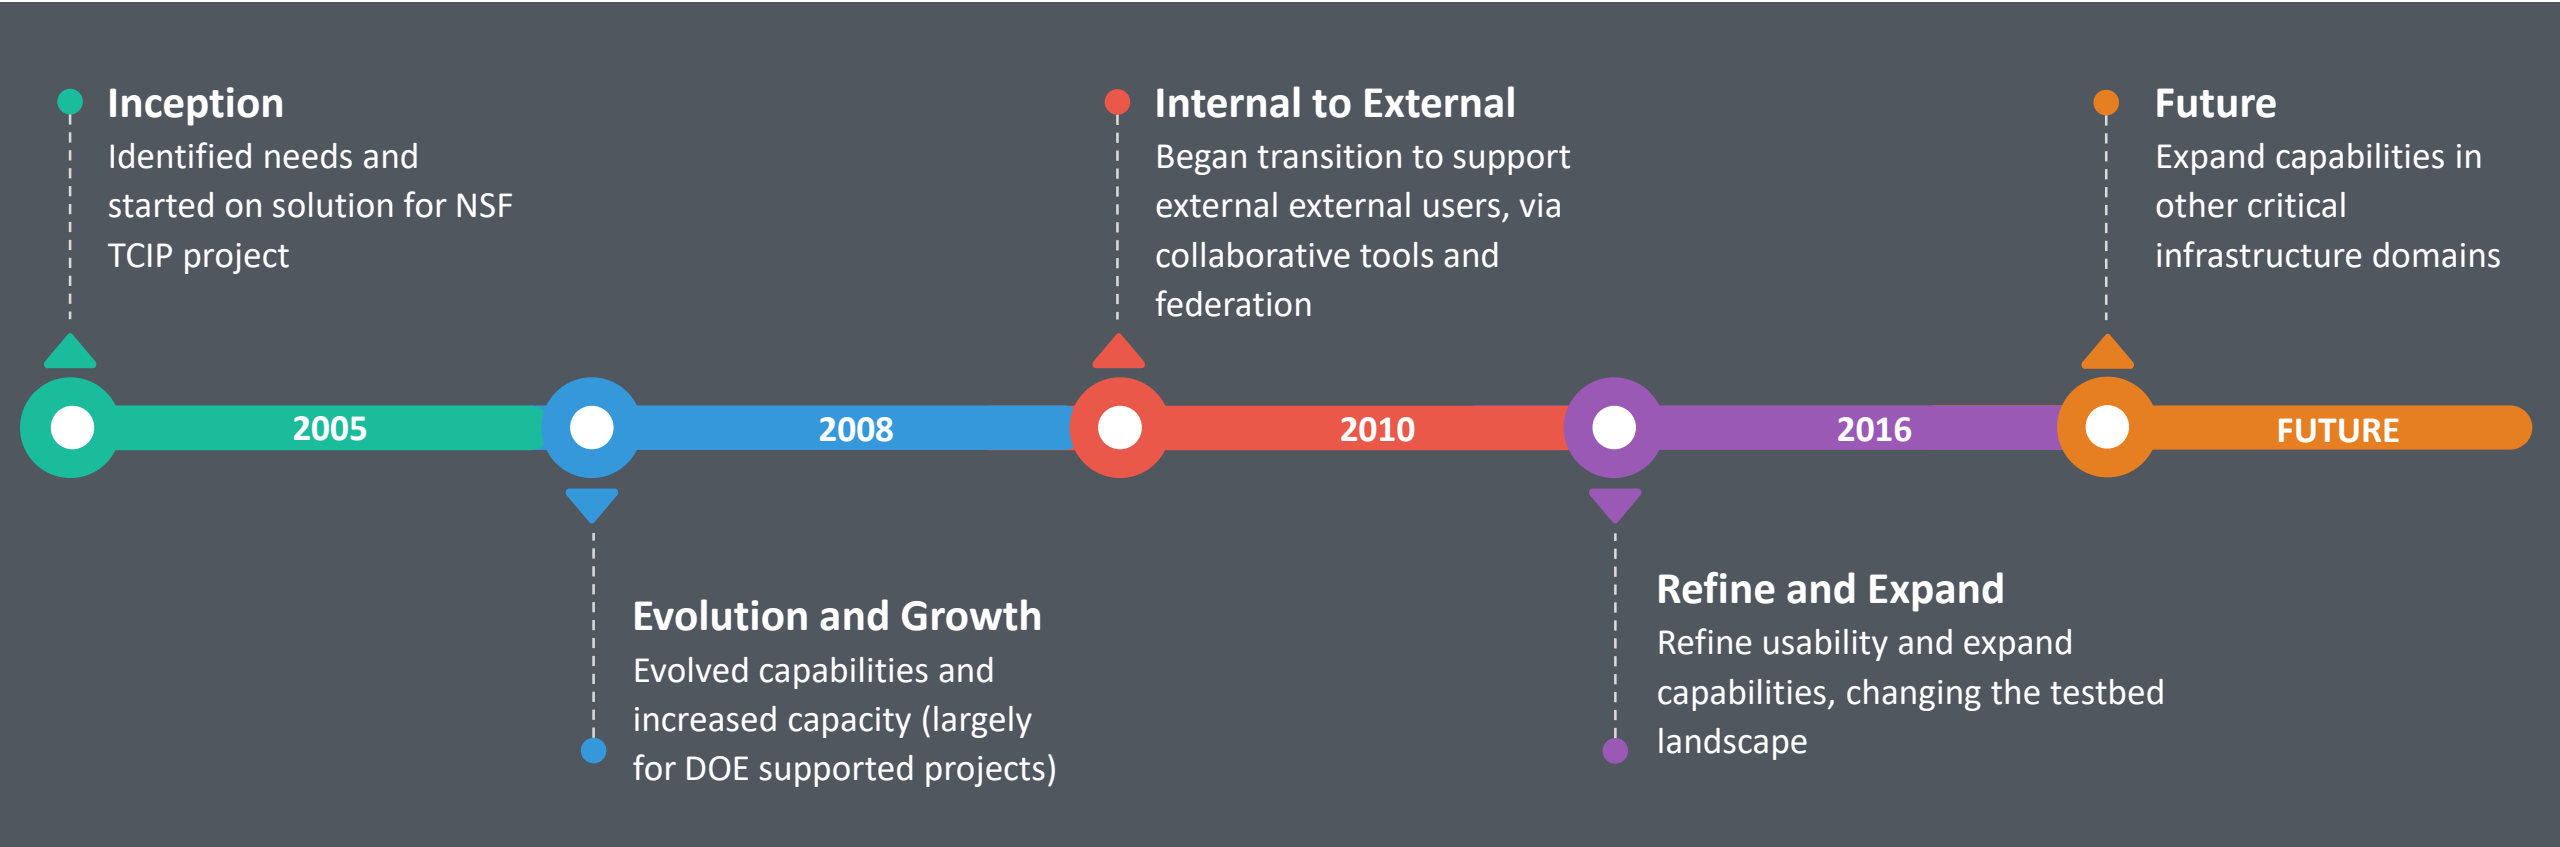 Inception
Identified needs and
started on solution for NSF
TCIP project
Internal to External
Began transition to support
external external users, via
collaborative tools and
federation
Future
Expand capabilities in
other critical
infrastructure domains
2005
2008
2010
2016
FUTURE
Evolution and Growth
Evolved capabilities and
increased capacity (largely
for DOE supported projects)
Refine and Expand
Refine usability and expand
capabilities, changing the testbed
landscape